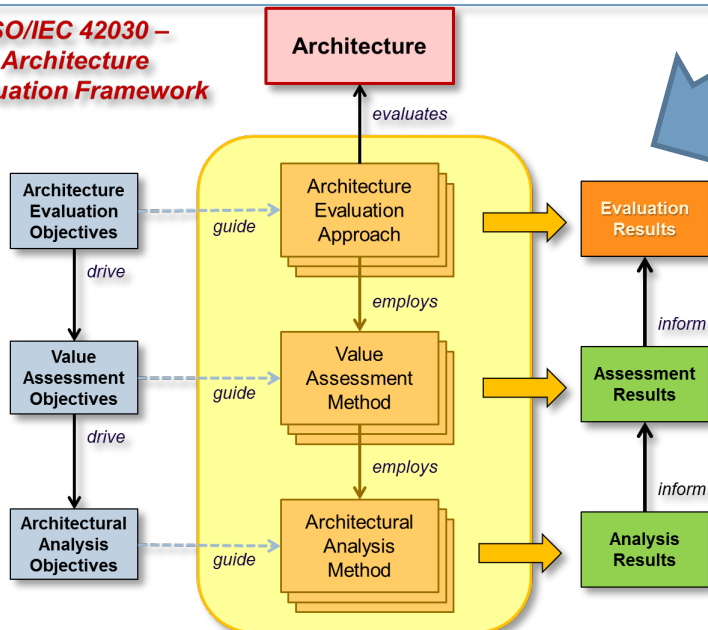 SO/IEC 42030 –
Architecture
uation Framework
Architecture
evaluates
Architecture
Evaluation
Objectives
guide
Architecture
Evaluation
Approach
Evaluation
Results
drive
employs
inform
Value
Assessment
Objectives
guide
Value
Assessment
Method
Assessment
Results
drive
employs
inform
Architectural
Analysis
Objectives
guide
Architectural
Analysis
Method
Analysis
Results